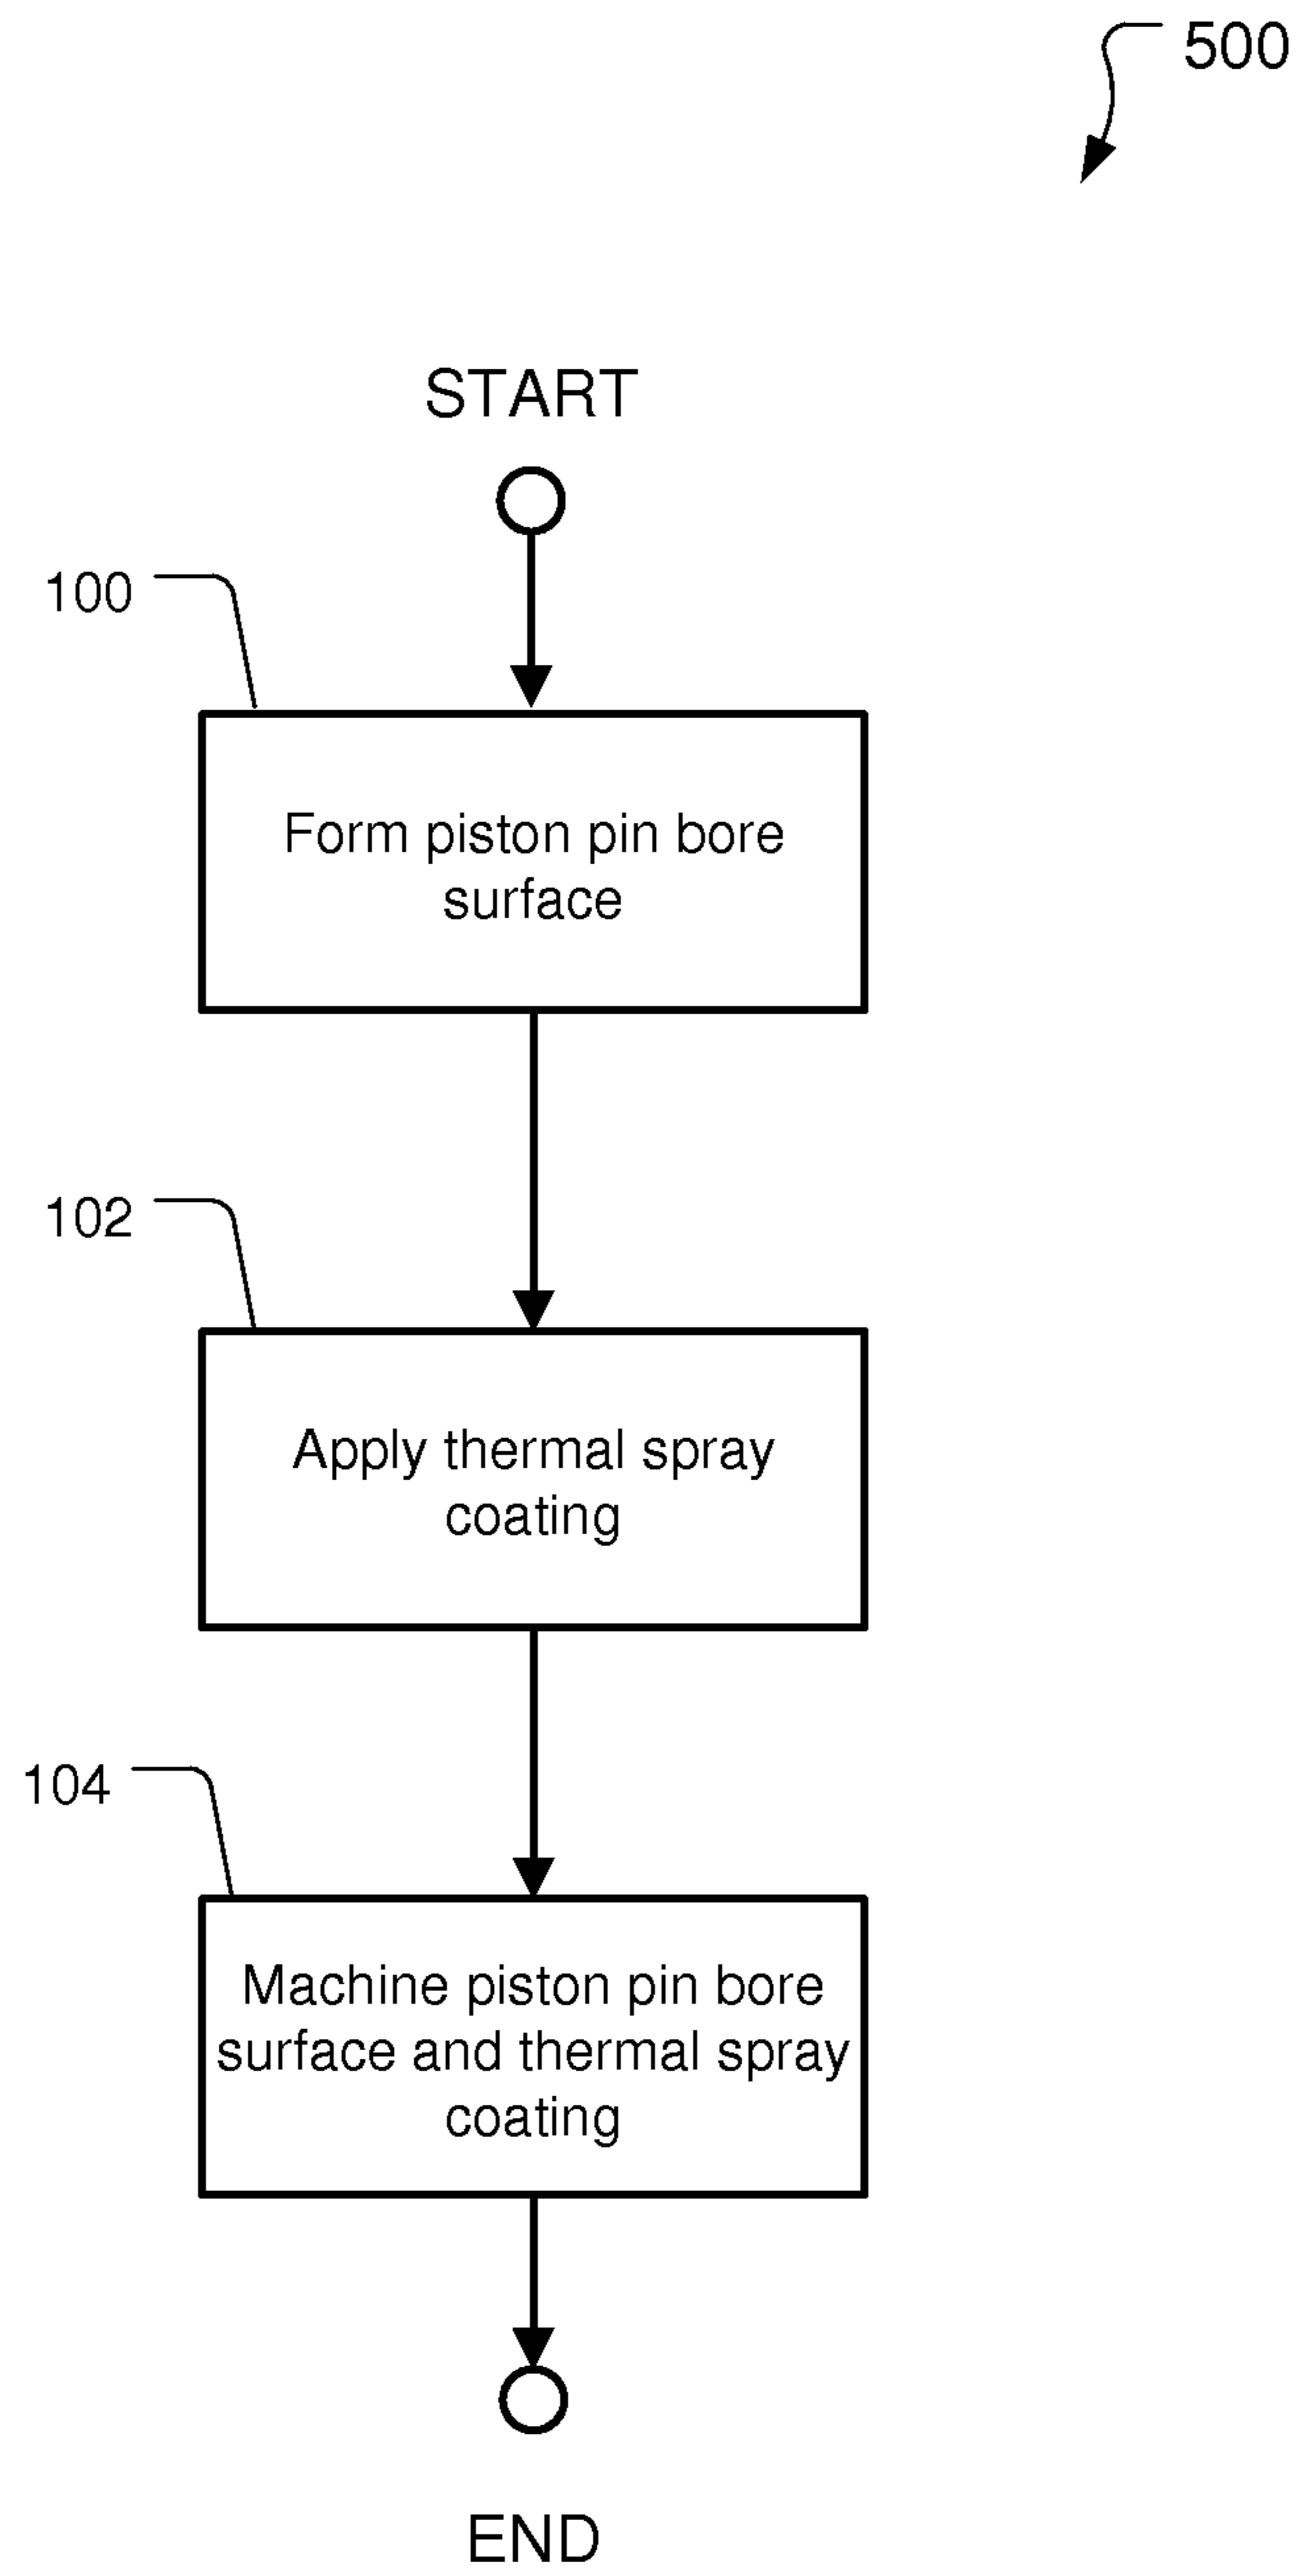 500
START
100
Form piston pin bore
surface
102
Apply thermal spray
coating
104
Machine piston pin bore
surface and thermal spray
coating
END